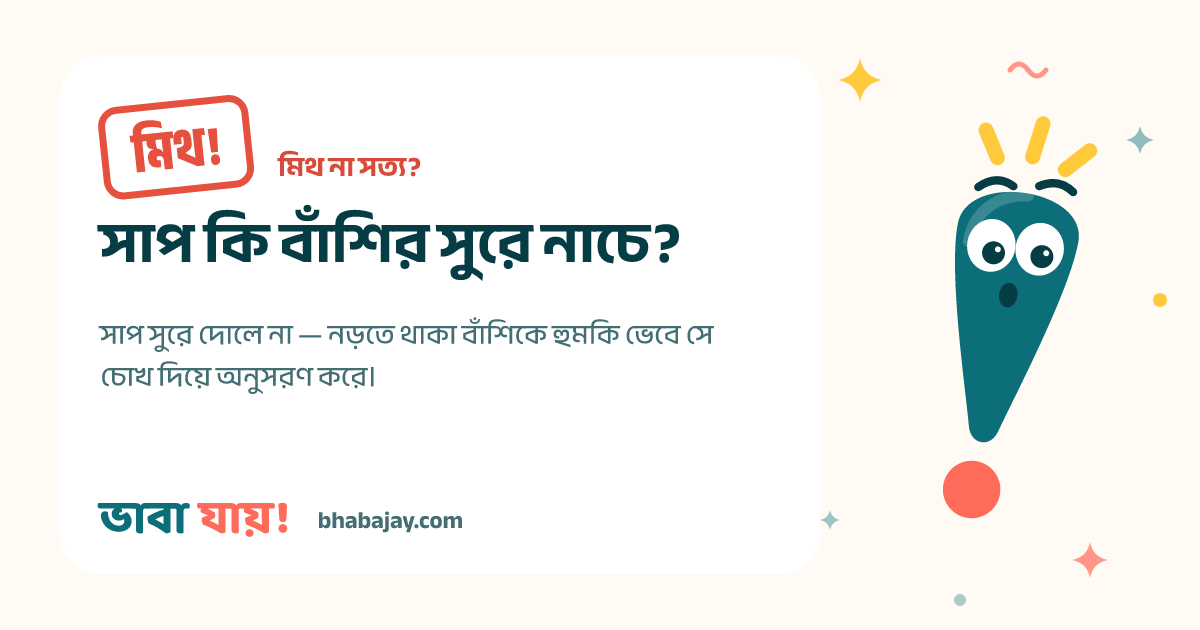 মিথ!
মিথ না সত্য?
সাপ কি বাঁশির সুরে নাচে?
সাপ সুরে দোলে না — নড়তে থাকা বাঁশিকে হুমকি ভেবে সে
চোখ দিয়ে অনুসরণ করে।
ভাবা যায়! bhabajay.com